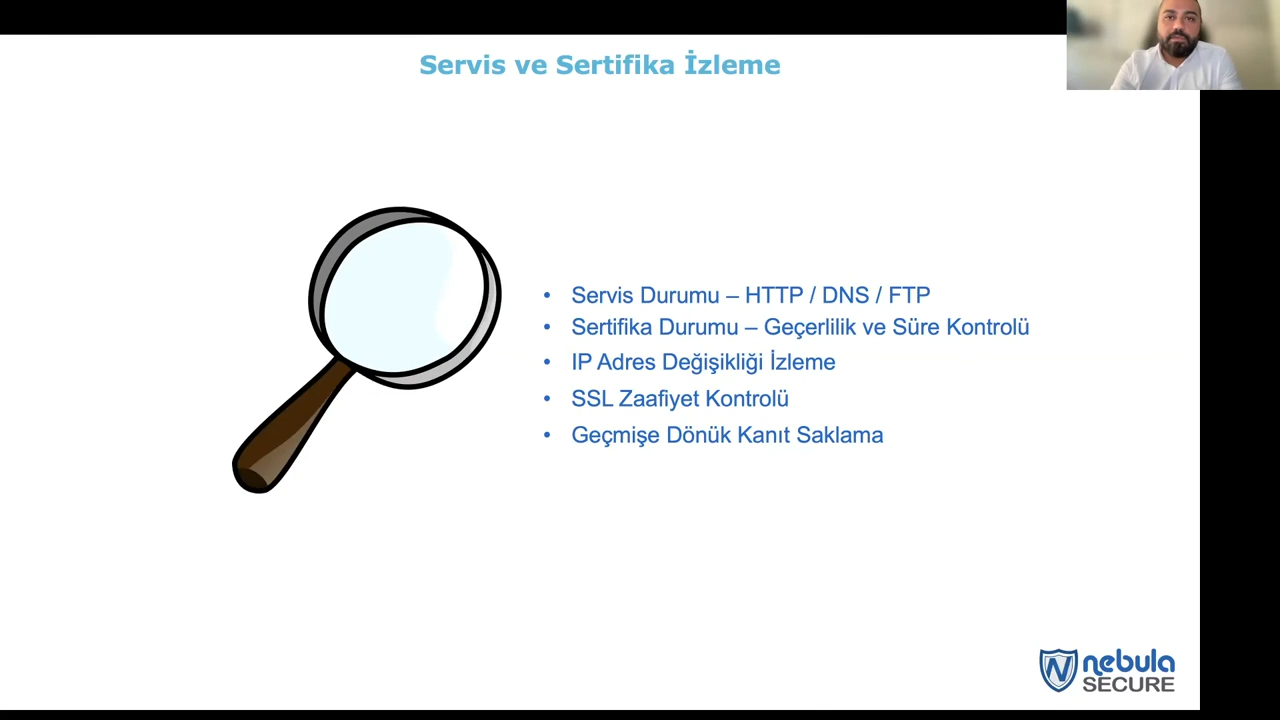 Servis ve Sertifika İzleme
• Servis Durumu – HTTP / DNS / FTP
• Sertifika Durumu – Geçerlilik ve Süre Kontrolü
• IP Adres Değişikliği İzleme
• SSL Zaafiyet Kontrolü
• Geçmişe Dönük Kanıt Saklama
N nebula
SECURE